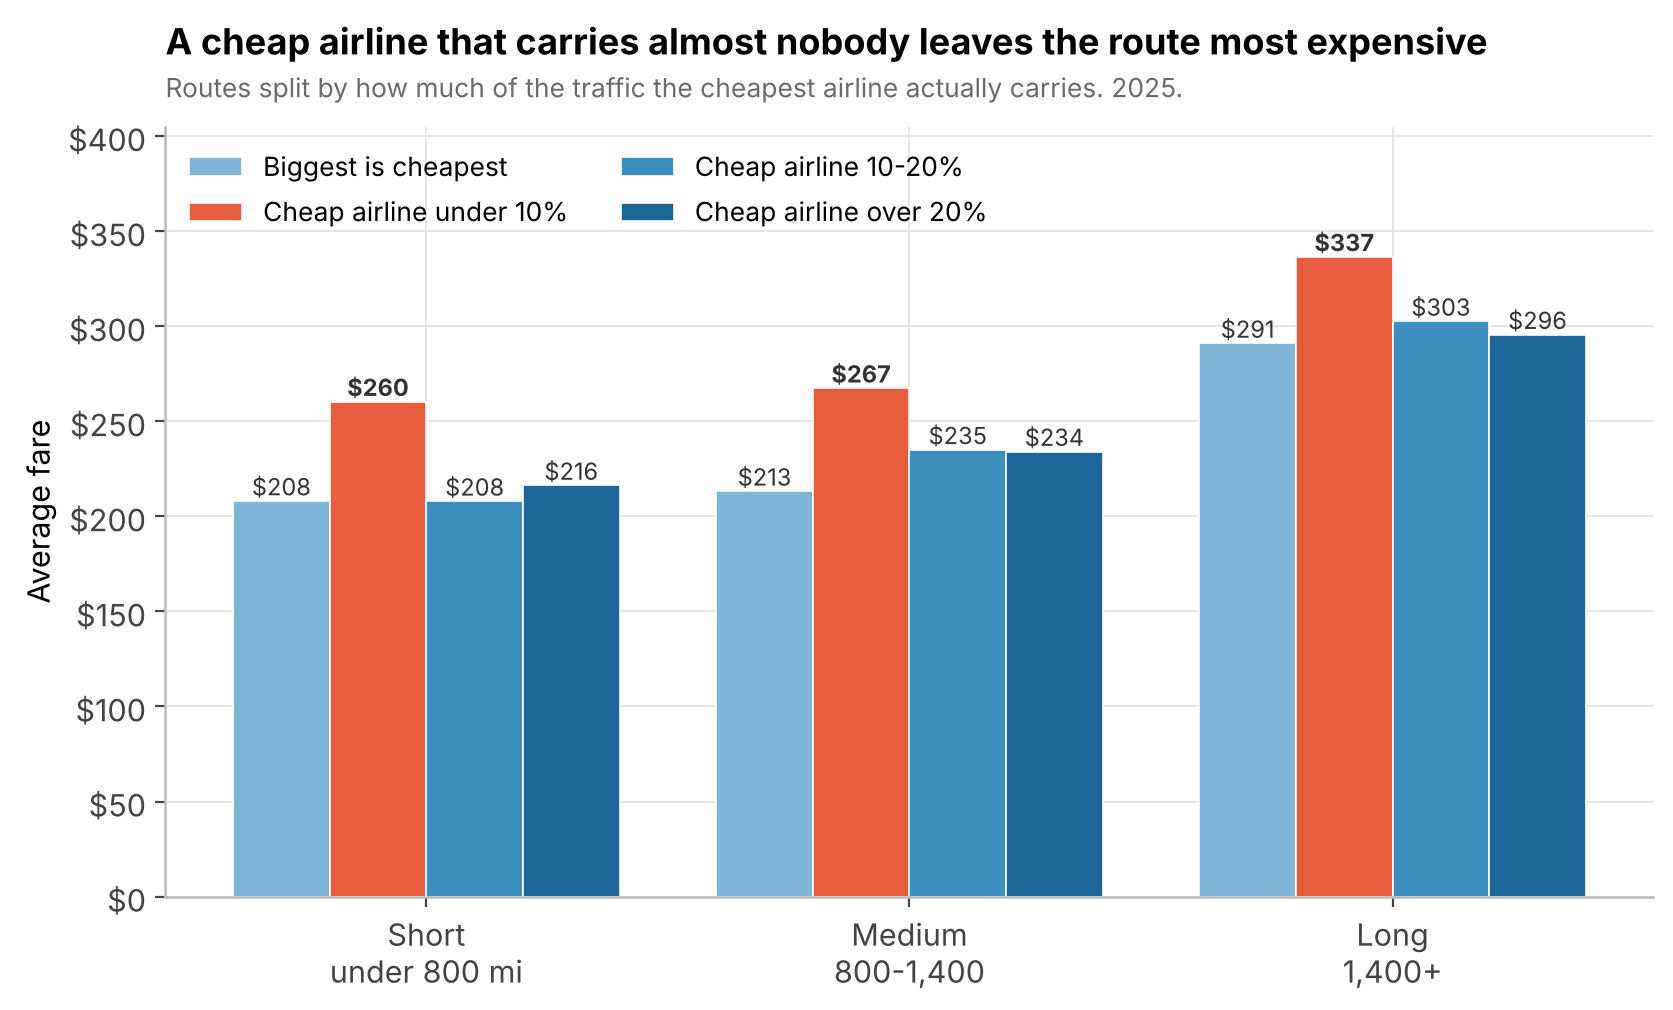 A cheap airline that carries almost nobody leaves the route most expensive
Routes split by how much of the traffic the cheapest airline actually carries. 2025.
Biggest is cheapest
Cheap airline under 10%
Cheap airline 10-20%
Cheap airline over 20%
Average fare
$400
$350
$300
$250
$200
$150
$100
$50
$0
$208
$260
$208
$216
$213
$267
$235
$234
$291
$337
$303
$296
Short
under 800 mi
Medium
800-1,400
Long
1,400+